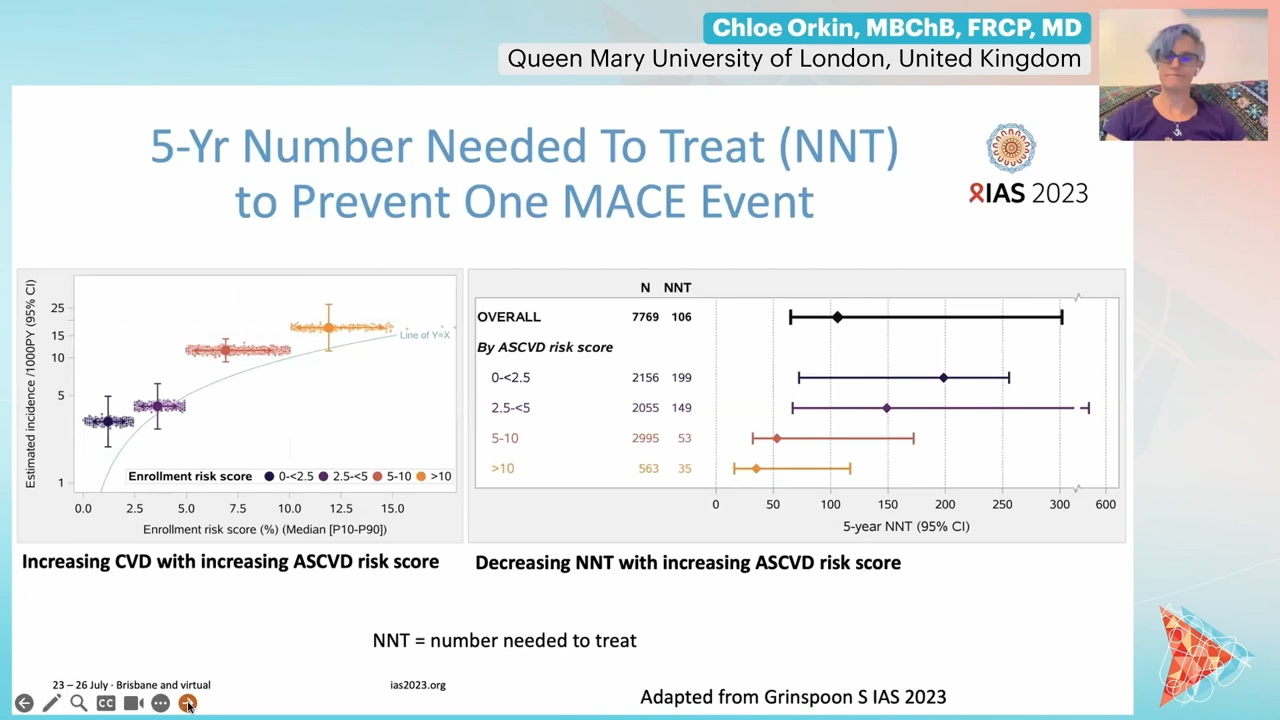 Chloe Orkin, MBChB, FRCP, MD
Queen Mary University of London, United Kingdom
5-Yr Number Needed To Treat (NNT)
to Prevent One MACE Event
IAS 2023
Estimated incidence /1000PY (95% CI)
25
15
10
5
1
Line of Y=X
Enrollment risk score 0-<2.5 2.5-<5 5-10 >10
0.0 2.5 5.0 7.5 10.0 12.5 15.0
Enrollment risk score (%) (Median [P10-P90])
N NNT
OVERALL 7769 106
By ASCVD risk score
0-<2.5 2156 199
2.5-<5 2055 149
5-10 2995 53
>10 563 35
0 50 100 150 200 250 300 600
5-year NNT (95% CI)
Increasing CVD with increasing ASCVD risk score
Decreasing NNT with increasing ASCVD risk score
NNT = number needed to treat
23 – 26 July · Brisbane and virtual
ias2023.org
Adapted from Grinspoon S IAS 2023
CC